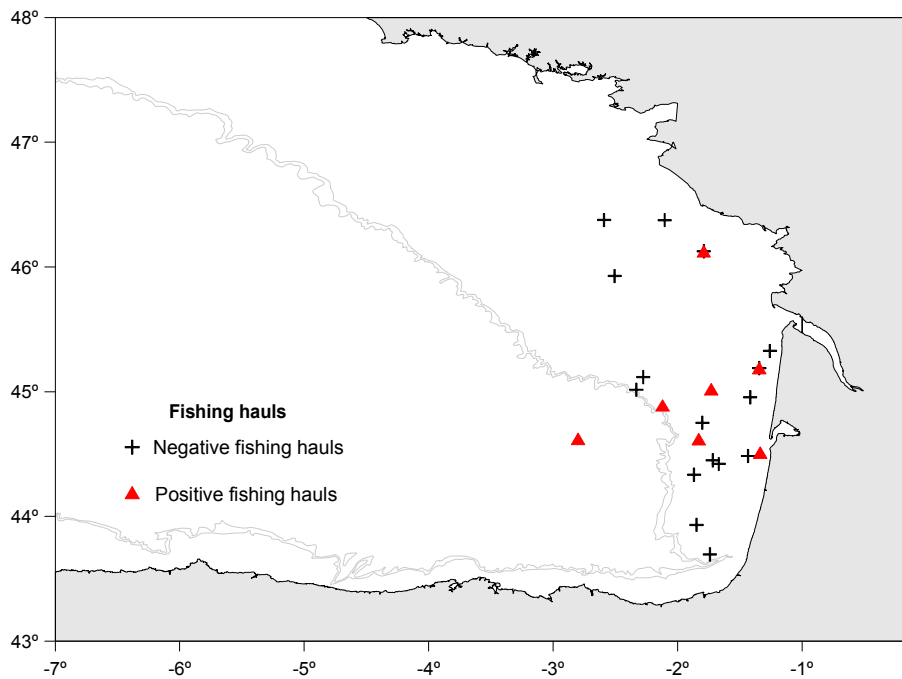 48º
47º
46º
45º
44º
43º
Fishing hauls
Negative fishing hauls
Positive fishing hauls
-7º -6º -5º -4º -3º -2º -1º